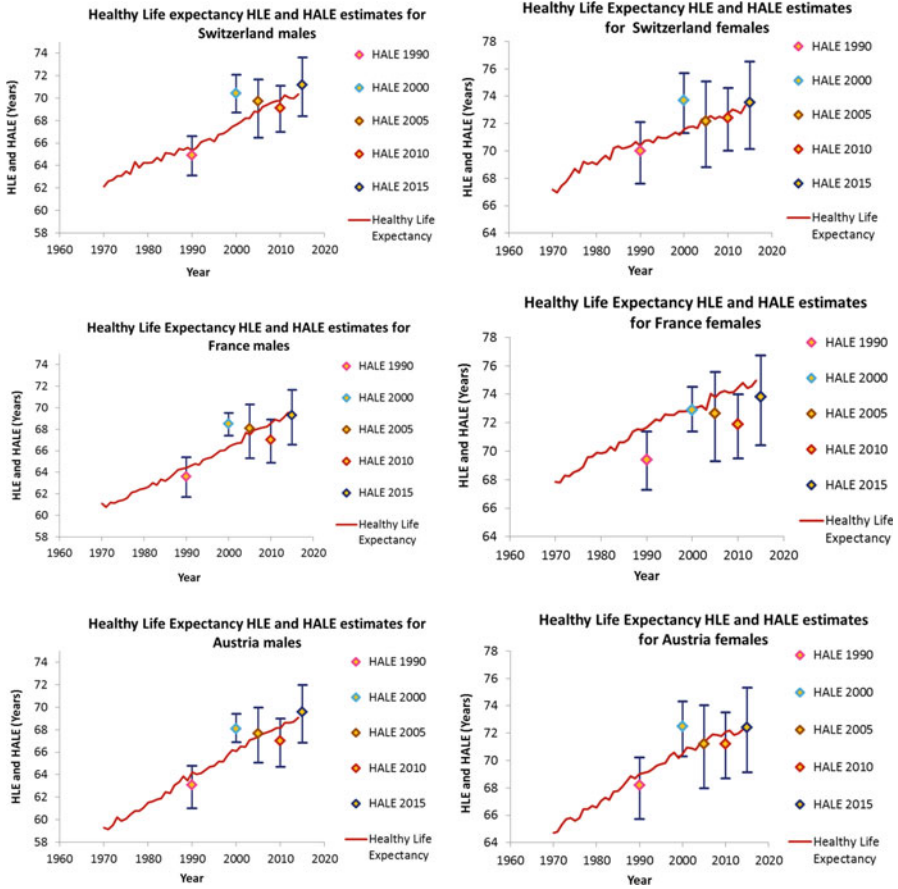 Healthy Life expectancy HLE and HALE estimates for
Switzerland males
HLE and HALE (Years)
74
72
70
68
66
64
62
60
58
1960 1970 1980 1990 2000 2010 2020
Year
HALE 1990
HALE 2000
HALE 2005
HALE 2010
HALE 2015
Healthy Life
Expectancy
Healthy Life Expectancy HLE and HALE estimates
for Switzerland females
HLE and HALE (Years)
78
76
74
72
70
68
66
64
1960 1970 1980 1990 2000 2010 2020
Year
HALE 1990
HALE 2000
HALE 2005
HALE 2010
HALE 2015
Healthy Life
Expectancy
Healthy Life Expectancy HLE and HALE estimates for
France males
HLE and HALE (Years)
74
72
70
68
66
64
62
60
58
1960 1970 1980 1990 2000 2010 2020
Year
HALE 1990
HALE 2000
HALE 2005
HALE 2010
HALE 2015
Healthy Life
Expectancy
Healthy Life Expectancy HLE and HALE estimates
for France females
HLE and HALE (Years)
78
76
74
72
70
68
66
64
1960 1970 1980 1990 2000 2010 2020
Year
HALE 1990
HALE 2000
HALE 2005
HALE 2010
HALE 2015
Healthy Life
Expectancy
Healthy Life Expectancy HLE and HALE estimates for
Austria males
HLE and HALE (Years)
74
72
70
68
66
64
62
60
58
1960 1970 1980 1990 2000 2010 2020
Year
HALE 1990
HALE 2000
HALE 2005
HALE 2010
HALE 2015
Healthy Life
Expectancy
Healthy Life Expectancy HLE and HALE estimates
for Austria females
HLE and HALE (Years)
78
76
74
72
70
68
66
64
1960 1970 1980 1990 2000 2010 2020
Year
HALE 1990
HALE 2000
HALE 2005
HALE 2010
HALE 2015
Healthy Life
Expectancy